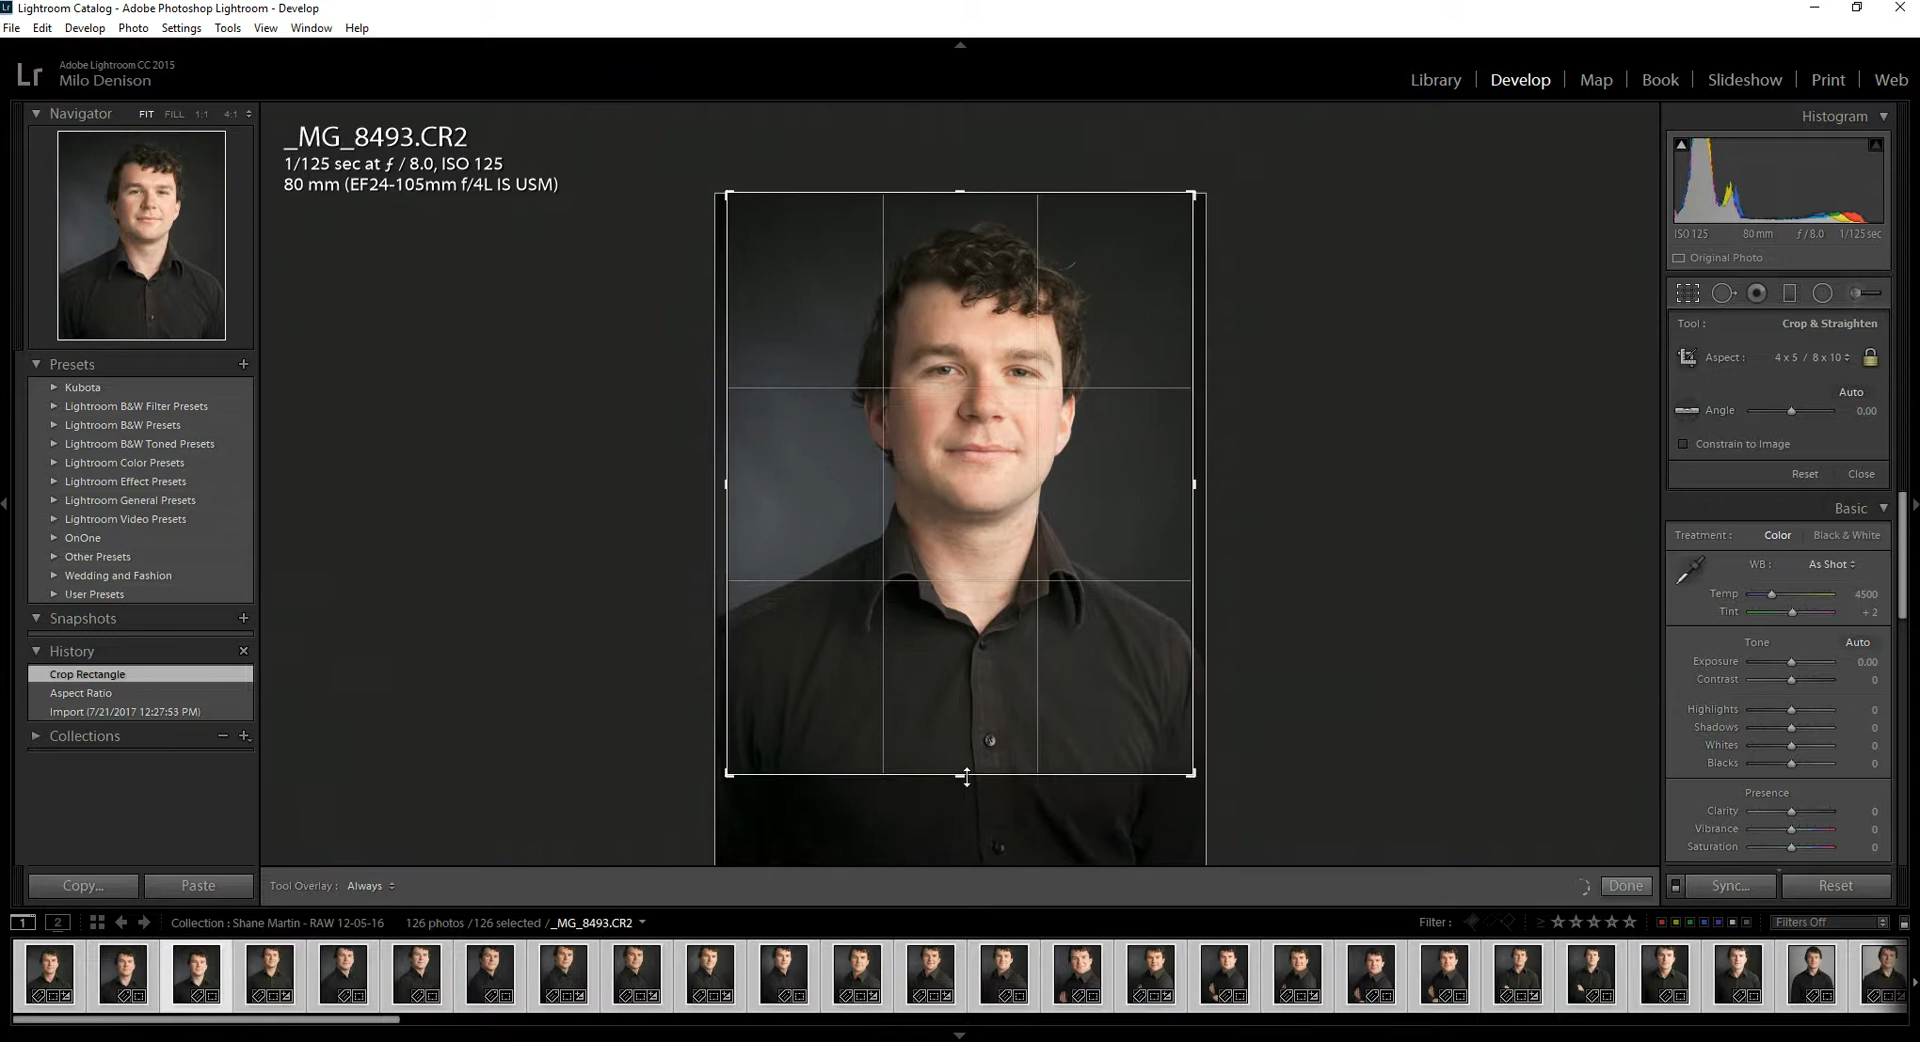 Lightroom Catalog - Adobe Photoshop Lightroom - Develop
File Edit Develop Photo Settings Tools View Window Help
Lr
Adobe Lightroom CC 2015
Milo Denison
Library Develop Map Book Slideshow Print Web
Navigator FIT FILL 1:1 4:1
Presets +
Kubota
Lightroom B&W Filter Presets
Lightroom B&W Presets
Lightroom B&W Toned Presets
Lightroom Color Presets
Lightroom Effect Presets
Lightroom General Presets
Lightroom Video Presets
OnOne
Other Presets
Wedding and Fashion
User Presets
Snapshots +
History
Crop Rectangle
Aspect Ratio
Import (7/21/2017 12:27:53 PM)
Collections − +
Copy... Paste
_MG_8493.CR2
1/125 sec at ƒ / 8.0, ISO 125
80 mm (EF24-105mm f/4L IS USM)
Histogram
ISO 125 80 mm ƒ / 8.0 1/125 sec
Original Photo
Tool : Crop & Straighten
Aspect : 4 x 5 / 8 x 10
Auto
Angle 0.00
Constrain to Image
Reset Close
Basic
Treatment : Color Black & White
WB : As Shot
Temp 4500
Tint + 2
Tone Auto
Exposure 0.00
Contrast 0
Highlights 0
Shadows 0
Whites 0
Blacks 0
Presence
Clarity 0
Vibrance 0
Saturation 0
Tool Overlay : Always Done
Sync... Reset
1 2 Collection : Shane Martin - RAW 12-05-16 126 photos /126 selected /_MG_8493.CR2 Filter : ≥ Filters Off